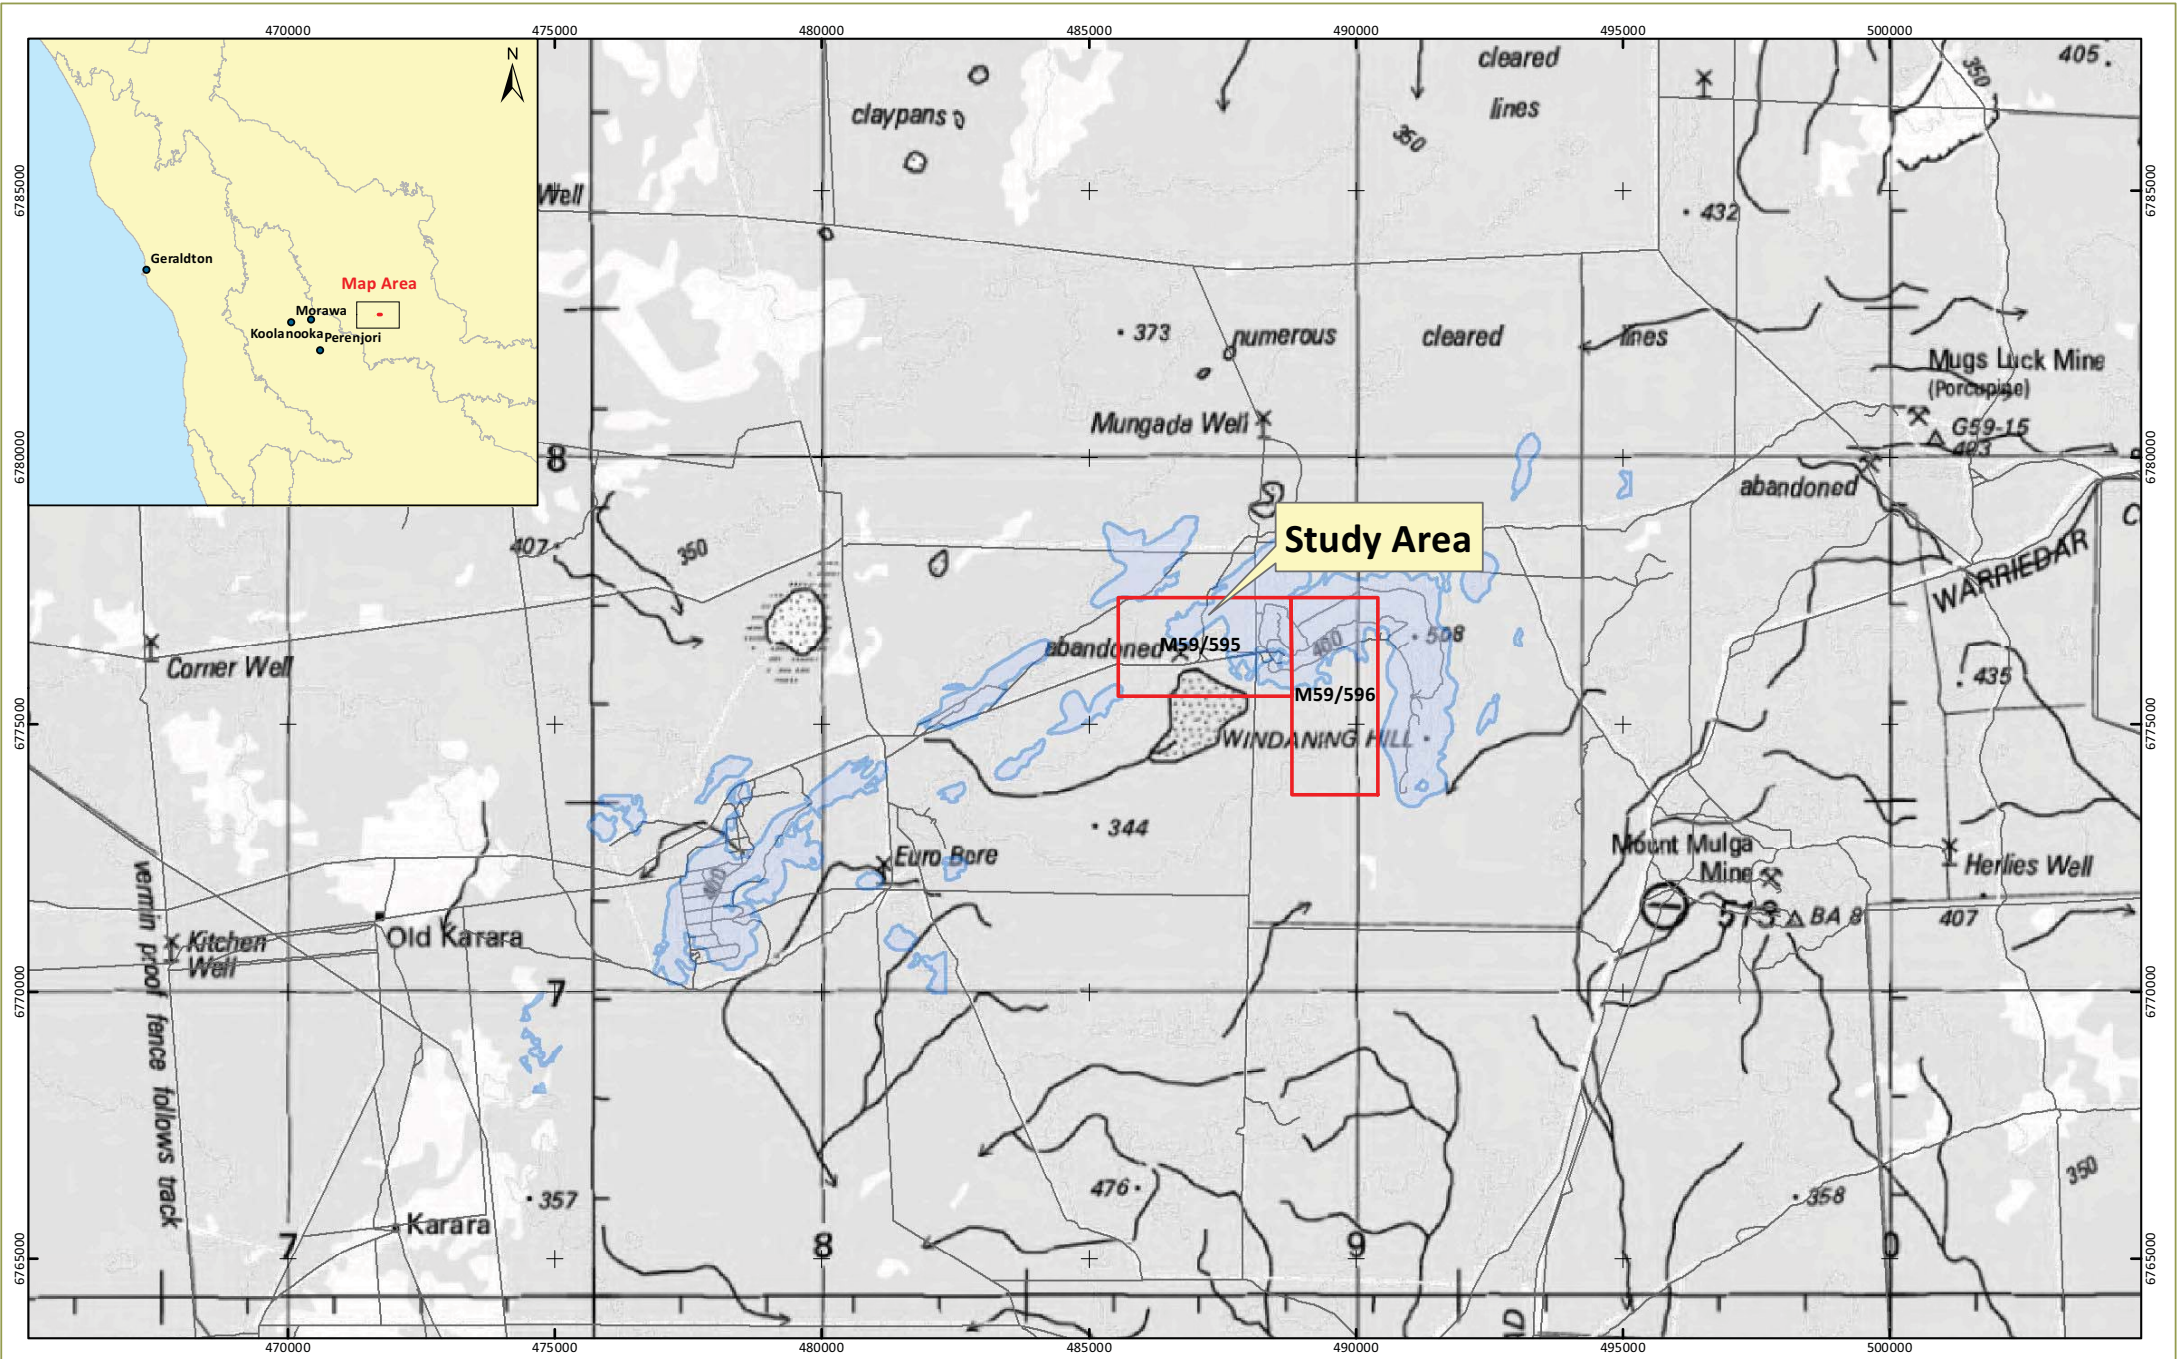 470000
475000
480000
485000
490000
495000
500000
N
Geraldton
Map Area
Morawa
Koolanooka
Perenjori
6785000
6785000
6780000
6780000
6775000
6775000
6770000
6770000
6765000
6765000
claypans
cleared
lines
350
350
405
Well
432
373
numerous
cleared
lines
Mugs Luck Mine
(Porcupine)
G59-15
493
Mungada Well
8
abandoned
Study Area
407
350
WARRIEDAR
Corner Well
abandoned
M59/595
400
508
M59/596
435
WINDANING HILL
344
Euro Bore
400
Mount Mulga
Mine
Herlies Well
513
BA 8
407
Old Karara
Kitchen
Well
vermin proof fence follows track
7
476
357
358
350
Karara
7
8
9
0
470000
475000
480000
485000
490000
495000
500000